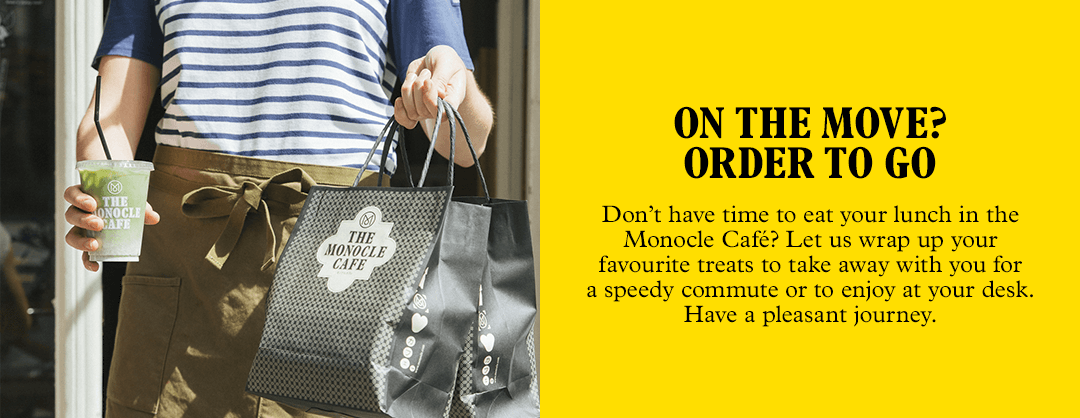 THE
MONOCLE
CAFE
THE
MONOCLE
CAFE
ON THE MOVE?
ORDER TO GO
Don’t have time to eat your lunch in the
Monocle Café? Let us wrap up your
favourite treats to take away with you for
a speedy commute or to enjoy at your desk.
Have a pleasant journey.